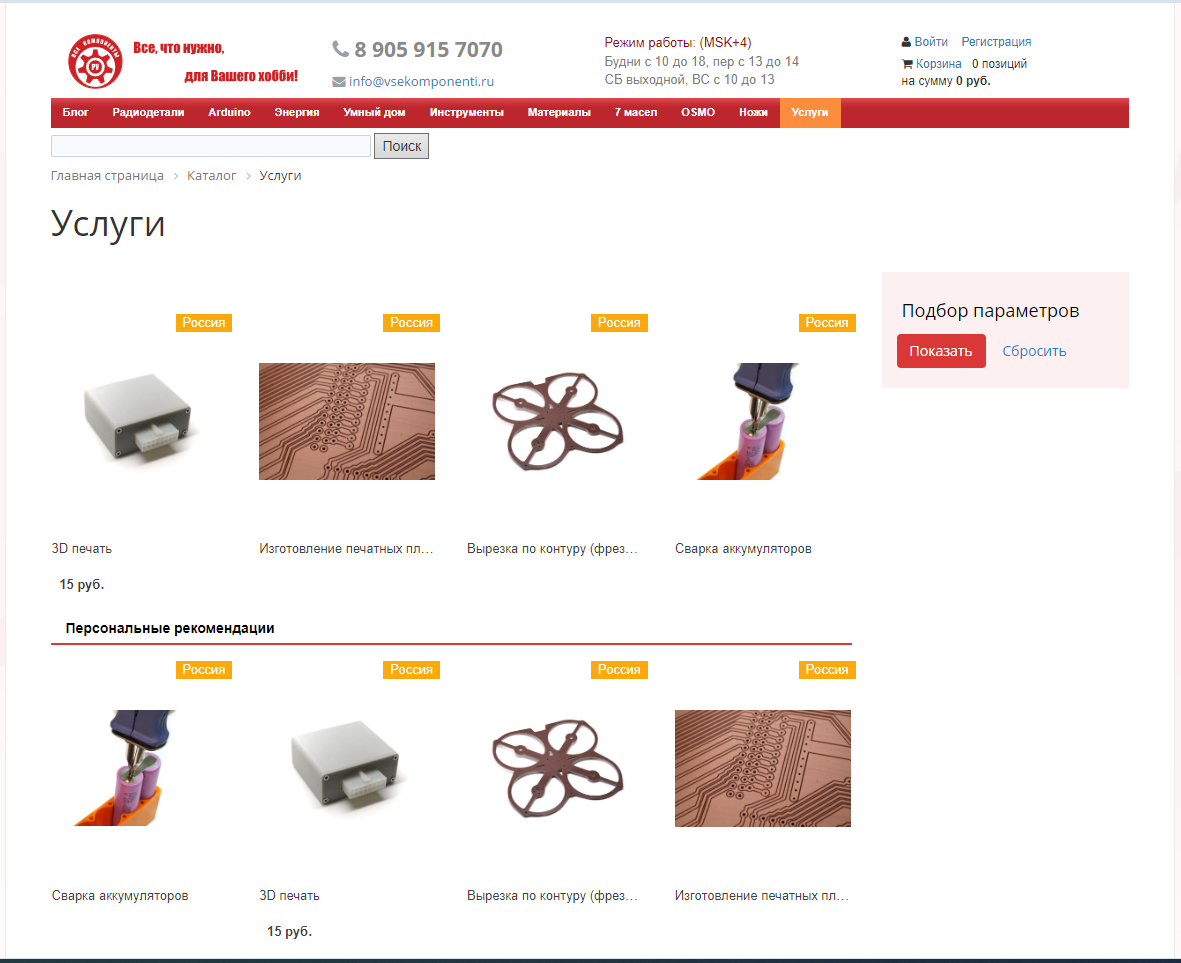 ВСЕ КОМПОНЕНТЫ
РУ
Все, что нужно,
для Вашего хобби!
8 905 915 7070
info@vsekomponenti.ru
Режим работы: (MSK+4)
Будни с 10 до 18, пер с 13 до 14
СБ выходной, ВС с 10 до 13
Войти Регистрация
Корзина 0 позиций
на сумму 0 руб.
Блог Радиодетали Arduino Энергия Умный дом Инструменты Материалы 7 масел OSMO Ножи Услуги
Поиск
Главная страница › Каталог › Услуги
Услуги
Подбор параметров
Показать Сбросить
Россия Россия Россия Россия
3D печать Изготовление печатных пл… Вырезка по контуру (фрез… Сварка аккумуляторов
15 руб.
Персональные рекомендации
Россия Россия Россия Россия
Сварка аккумуляторов 3D печать Вырезка по контуру (фрез… Изготовление печатных пл…
15 руб.